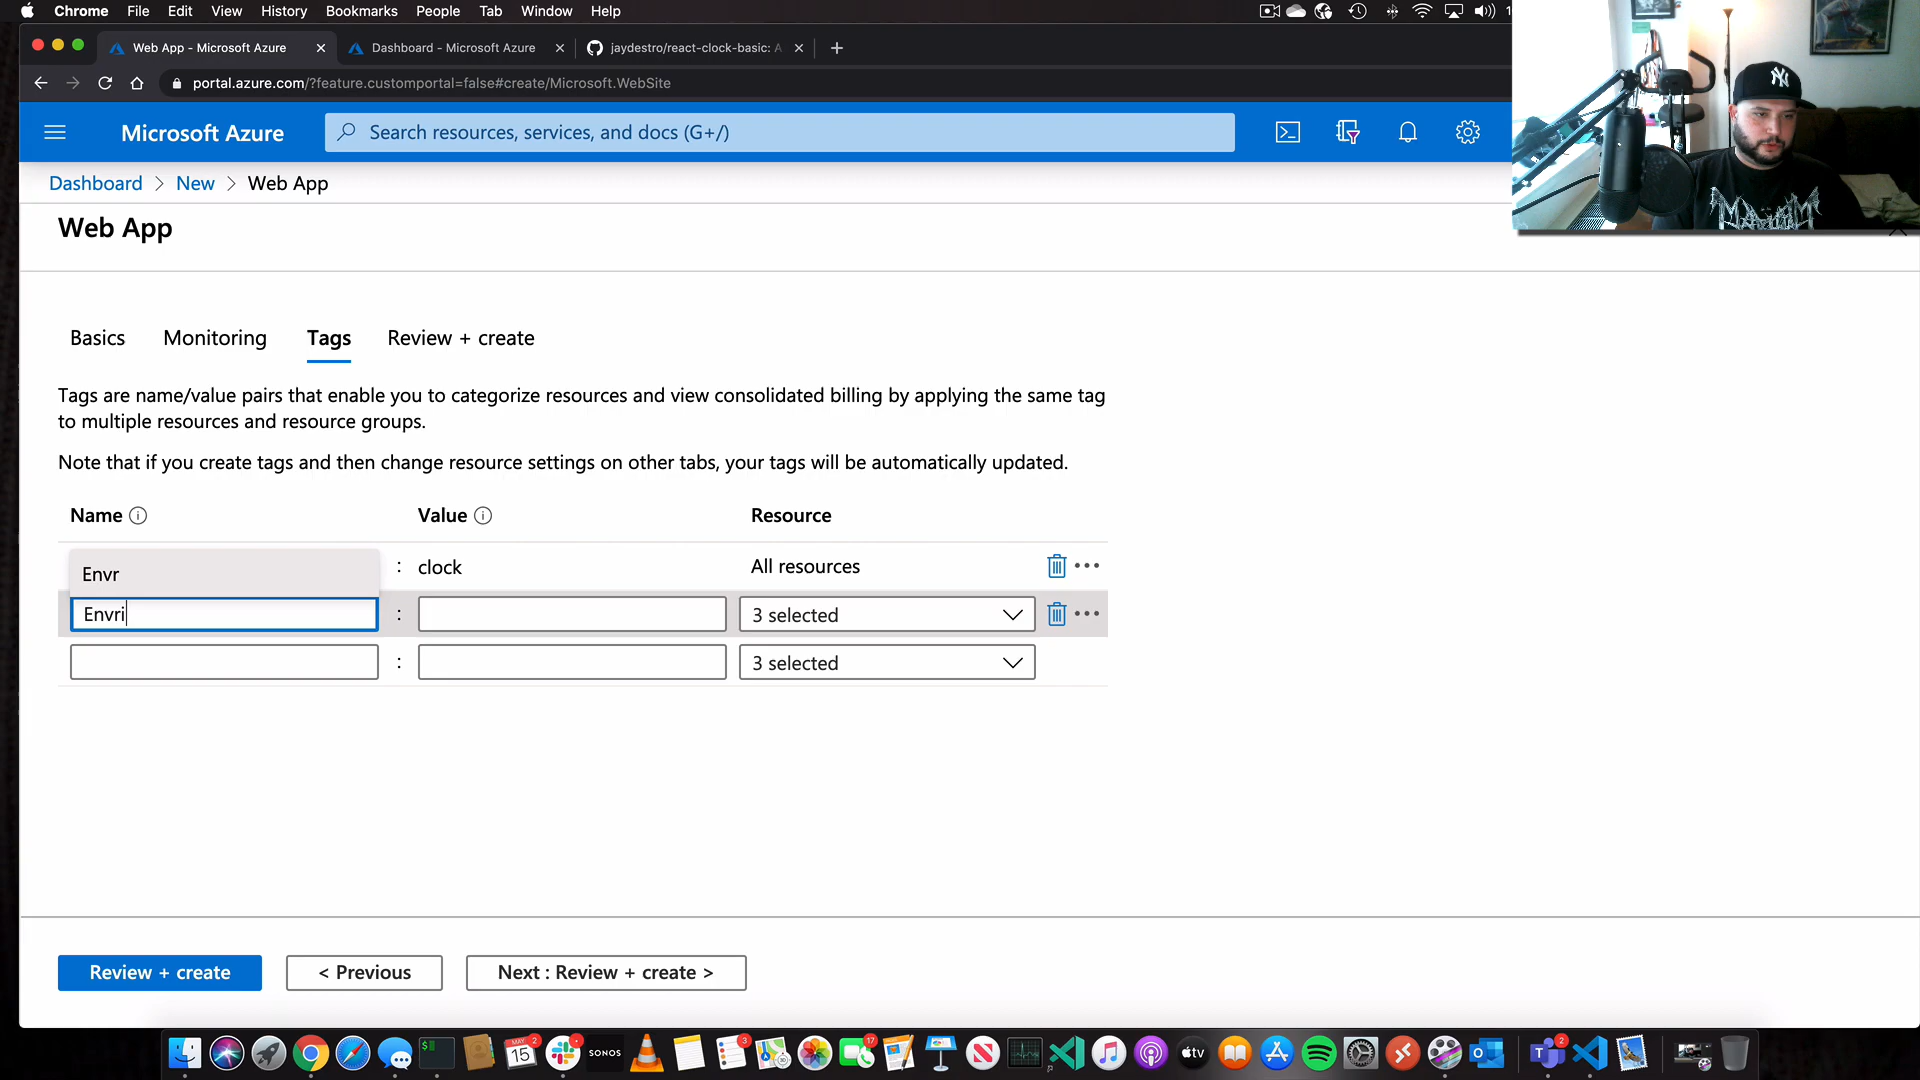 Chrome File Edit View History Bookmarks People Tab Window Help
Web App - Microsoft Azure
Dashboard - Microsoft Azure
jaydestro/react-clock-basic: A
portal.azure.com/?feature.customportal=false#create/Microsoft.WebSite
Microsoft Azure
Search resources, services, and docs (G+/)
Dashboard > New > Web App
Web App
Basics Monitoring Tags Review + create
Tags are name/value pairs that enable you to categorize resources and view consolidated billing by applying the same tag
to multiple resources and resource groups.
Note that if you create tags and then change resource settings on other tabs, your tags will be automatically updated.
Name Value Resource
Envr : clock All resources
Envri : 3 selected
: 3 selected
Review + create < Previous Next : Review + create >
MAY
15
SONOS
tv